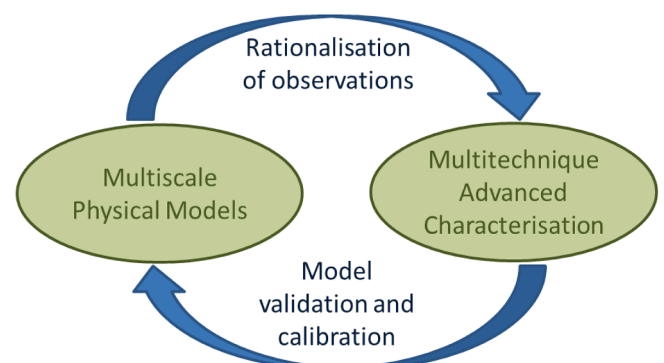 Rationalisation
of observations
Multiscale
Physical Models
Multitechnique
Advanced
Characterisation
Model
validation and
calibration